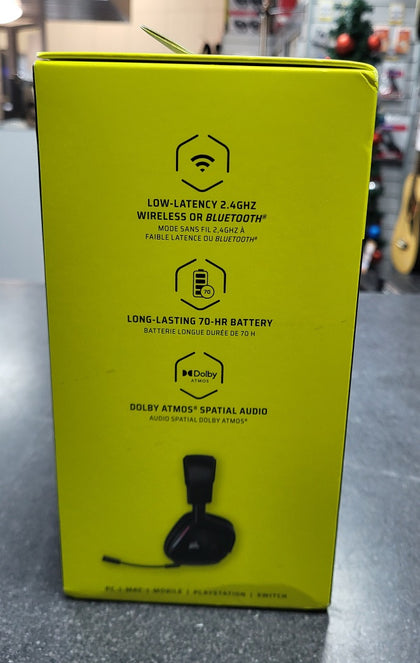 LOW-LATENCY 2.4GHZ
WIRELESS OR BLUETOOTH®
MODE SANS FIL 2,4GHZ À
FAIBLE LATENCE OU BLUETOOTH®
70
LONG-LASTING 70-HR BATTERY
BATTERIE LONGUE DURÉE DE 70 H
Dolby
ATMOS
DOLBY ATMOS® SPATIAL AUDIO
AUDIO SPATIAL DOLBY ATMOS®
PC | MAC | MOBILE | PLAYSTATION | SWITCH